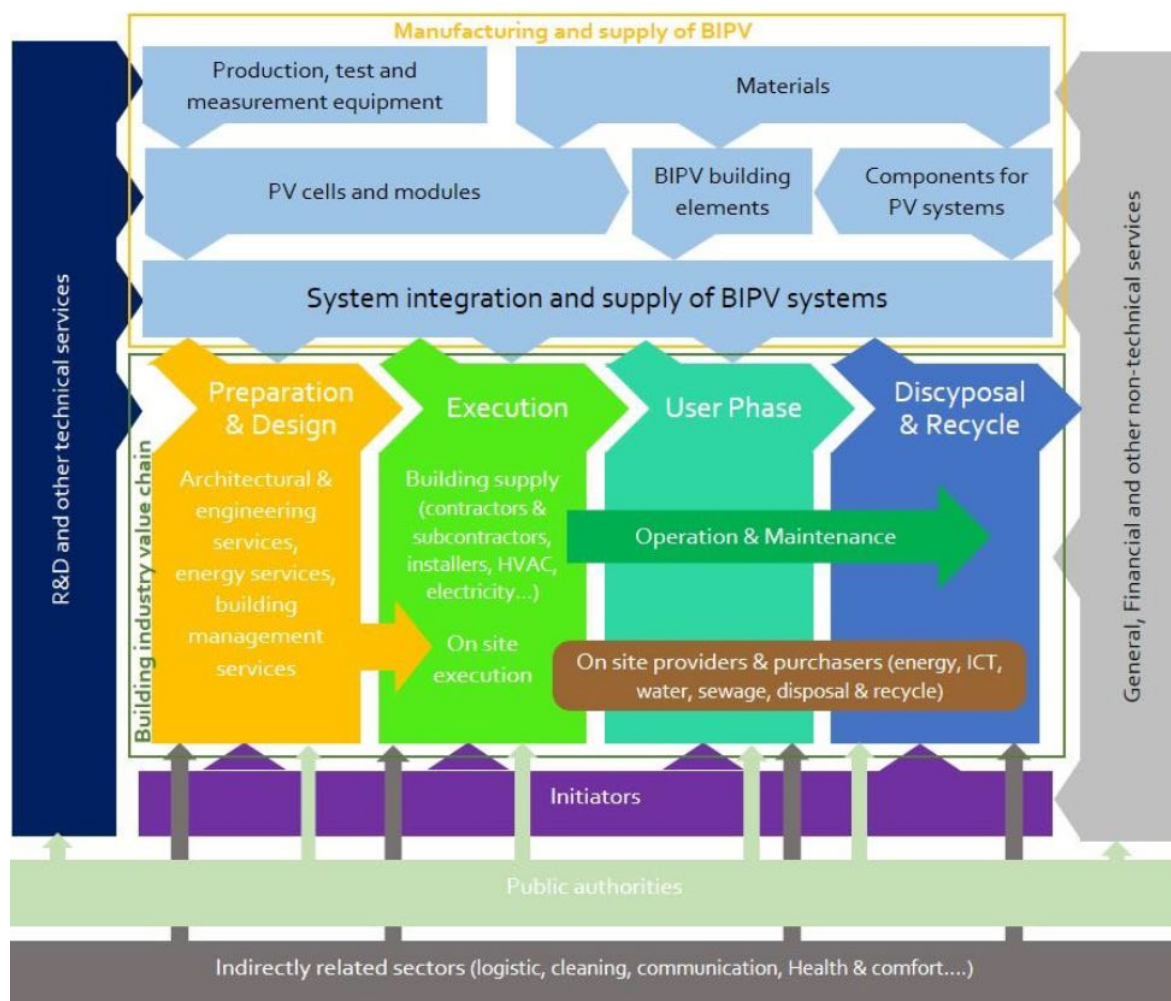 Manufacturing and supply of BIPV
Production, test and
measurement equipment
Materials
PV cells and modules
BIPV building
elements
Components for
PV systems
System integration and supply of BIPV systems
R&D and other technical services
General, Financial and other non-technical services
Building industry value chain
Preparation
& Design
Execution
User Phase
Discyposal
& Recycle
Architectural &
engineering
services,
energy services,
building
management
services
Building supply
(contractors &
subcontractors,
installers, HVAC,
electricity...)
On site
execution
Operation & Maintenance
On site providers & purchasers (energy, ICT,
water, sewage, disposal & recycle)
Initiators
Public authorities
Indirectly related sectors (logistic, cleaning, communication, Health & comfort....)